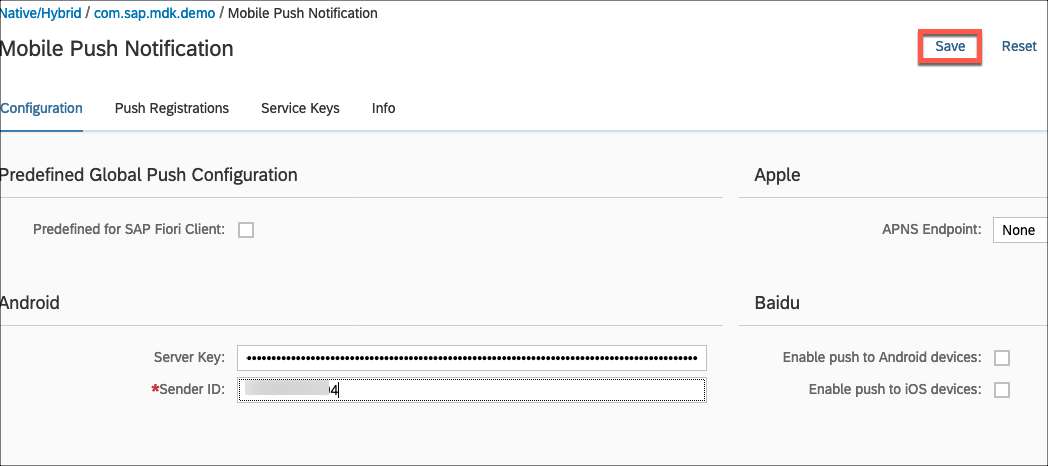 Native/Hybrid / com.sap.mdk.demo / Mobile Push Notification
Mobile Push Notification
Save Reset
Configuration Push Registrations Service Keys Info
Predefined Global Push Configuration
Apple
Predefined for SAP Fiori Client:
APNS Endpoint: None
Android
Baidu
Server Key:
Enable push to Android devices:
*Sender ID: 4
Enable push to iOS devices: